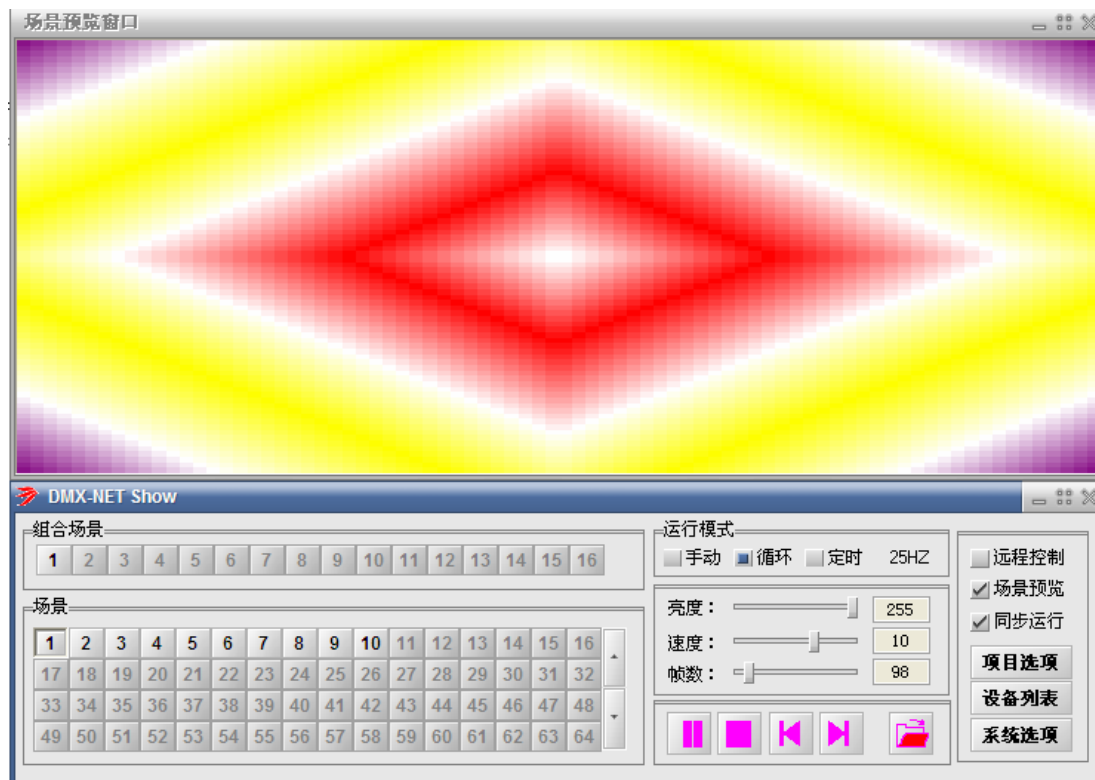 场景预览窗口
DMX-NET Show
组合场景
1 2 3 4 5 6 7 8 9 10 11 12 13 14 15 16
场景
1 2 3 4 5 6 7 8 9 10 11 12 13 14 15 16
17 18 19 20 21 22 23 24 25 26 27 28 29 30 31 32
33 34 35 36 37 38 39 40 41 42 43 44 45 46 47 48
49 50 51 52 53 54 55 56 57 58 59 60 61 62 63 64
运行模式
手动 循环 定时 25HZ
亮度： 255
速度： 10
帧数： 98
远程控制
场景预览
同步运行
项目选项
设备列表
系统选项